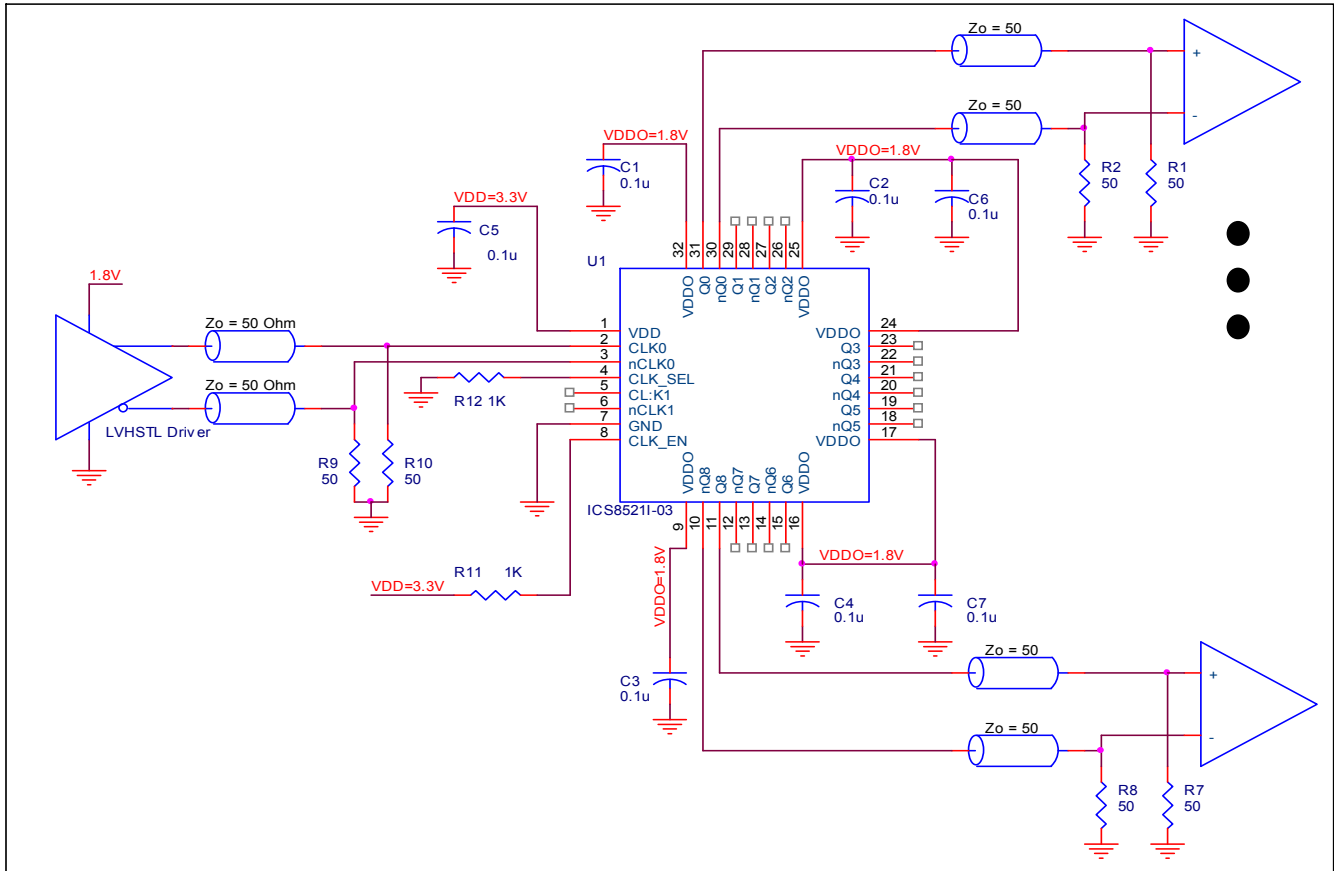 Zo = 50
+
Zo = 50
-
VDDO=1.8V
C1
0.1u
VDDO=1.8V
R2
50
R1
50
C2
0.1u
C6
0.1u
VDD=3.3V
C5
0.1u
U1
32
31
30
29
28
27
26
25
VDDO
Q0
nQ0
Q1
nQ1
Q2
nQ2
VDDO
1.8V
Zo = 50 Ohm
Zo = 50 Ohm
LVHSTL Driver
1
VDD
2
CLK0
3
nCLK0
4
CLK_SEL
5
CL:K1
6
nCLK1
7
GND
8
CLK_EN
R12 1K
24
VDDO
23
Q3
22
nQ3
21
Q4
20
nQ4
19
Q5
18
nQ5
17
VDDO
R9
50
R10
50
VDDO
nQ8
Q8
nQ7
Q7
nQ6
Q6
VDDO
ICS8521I-03
9
10
11
12
13
14
15
16
VDD=3.3V
R11 1K
VDDO=1.8V
VDDO=1.8V
C4
0.1u
C7
0.1u
C3
0.1u
Zo = 50
+
Zo = 50
-
R8
50
R7
50